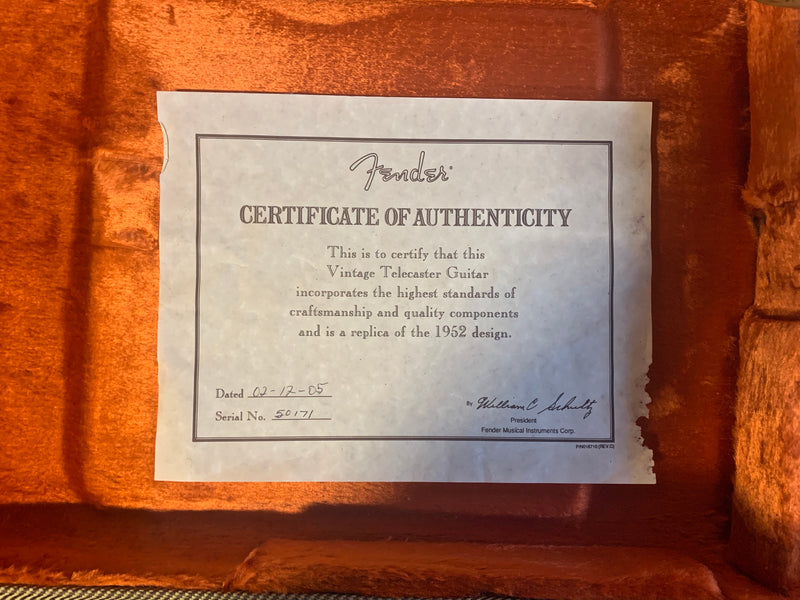 Fender
CERTIFICATE OF AUTHENTICITY
This is to certify that this
Vintage Telecaster Guitar
incorporates the highest standards of
craftsmanship and quality components
and is a replica of the 1952 design.
Dated 02-12-05
Serial No. 50171
By William C Schultz
President
Fender Musical Instruments Corp.